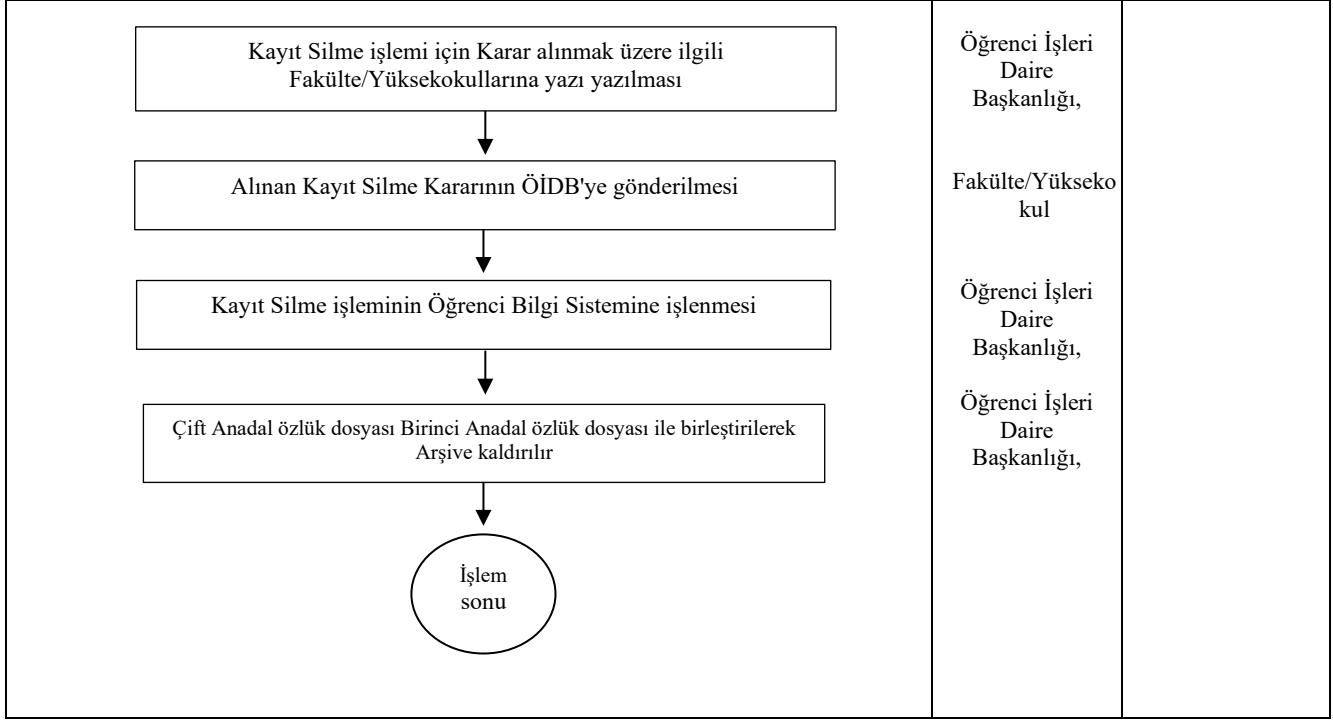 Kayıt Silme işlemi için Karar alınmak üzere ilgili
Fakülte/Yüksekokullarına yazı yazılması
Öğrenci İşleri
Daire
Başkanlığı,
Alınan Kayıt Silme Kararının ÖİDB'ye gönderilmesi
Fakülte/Yükseko
kul
Kayıt Silme işleminin Öğrenci Bilgi Sistemine işlenmesi
Öğrenci İşleri
Daire
Başkanlığı,
Çift Anadal özlük dosyası Birinci Anadal özlük dosyası ile birleştirilerek
Arşive kaldırılır
Öğrenci İşleri
Daire
Başkanlığı,
İşlem
sonu